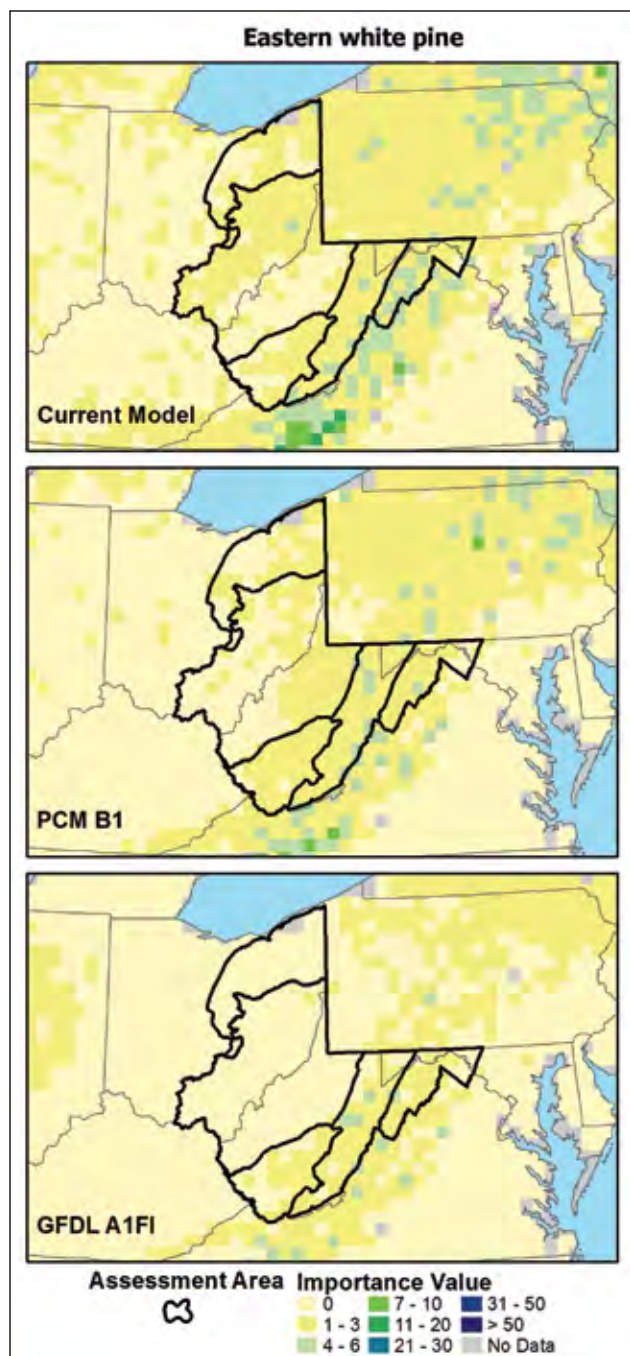 Eastern white pine
Current Model
PCM B1
GFDL A1FI
Assessment Area Importance Value
0 7 - 10 31 - 50
1 - 3 11 - 20 > 50
4 - 6 21 - 30 No Data